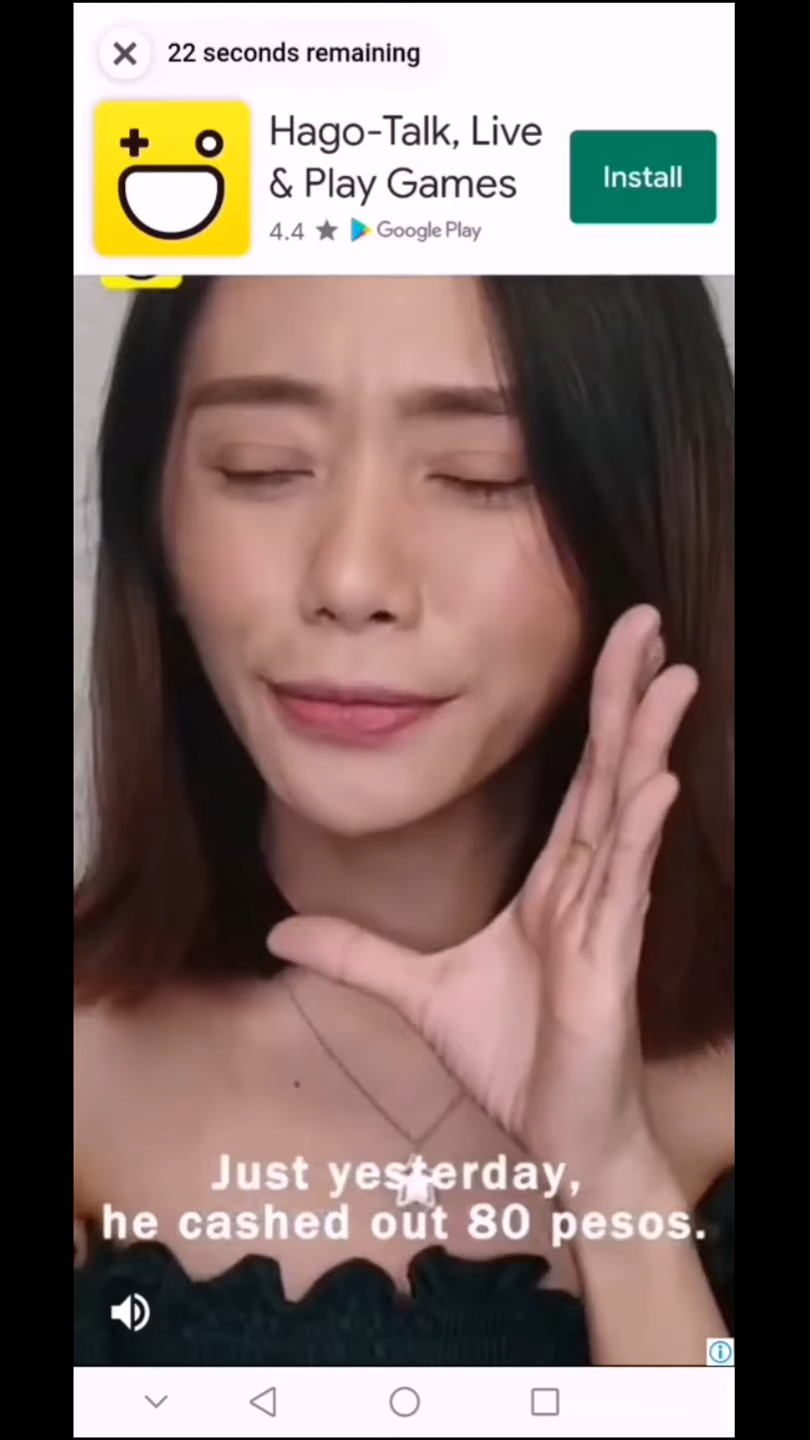 22 seconds remaining
Hago-Talk, Live
& Play Games
Install
4.4 ★ Google Play
Just yesterday,
he cashed out 80 pesos.